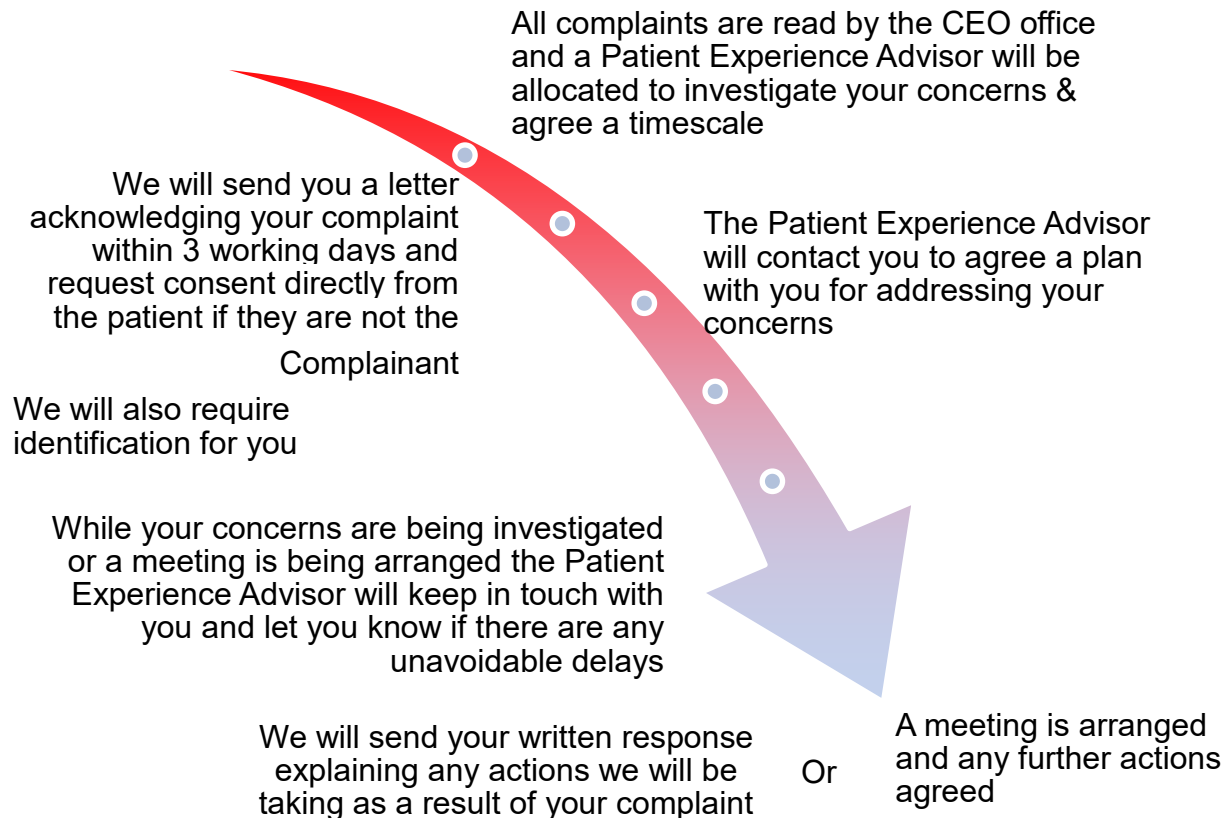 All complaints are read by the CEO office
and a Patient Experience Advisor will be
allocated to investigate your concerns &
agree a timescale
We will send you a letter
acknowledging your complaint
within 3 working days and
request consent directly from
the patient if they are not the
Complainant
We will also require
identification for you
The Patient Experience Advisor
will contact you to agree a plan
with you for addressing your
concerns
While your concerns are being investigated
or a meeting is being arranged the Patient
Experience Advisor will keep in touch with
you and let you know if there are any
unavoidable delays
We will send your written response
explaining any actions we will be
taking as a result of your complaint
Or
A meeting is arranged
and any further actions
agreed